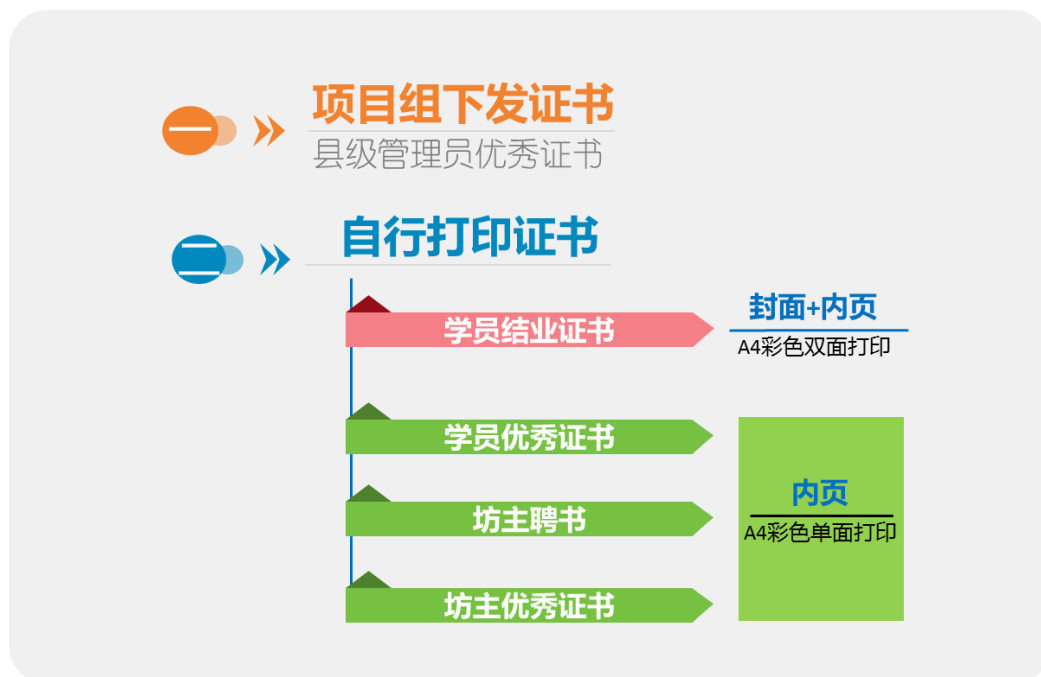 一
项目组下发证书
县级管理员优秀证书
二
自行打印证书
学员结业证书
封面+内页
A4彩色双面打印
学员优秀证书
坊主聘书
坊主优秀证书
内页
A4彩色单面打印